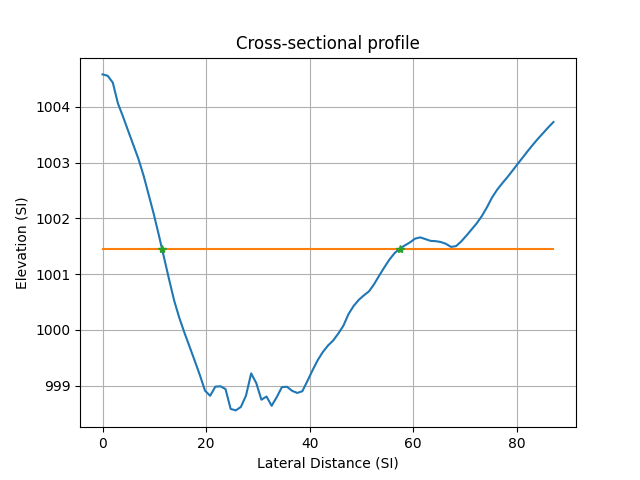 Cross-sectional profile
Elevation (SI)
1004
1003
1002
1001
1000
999
0 20 40 60 80
Lateral Distance (SI)